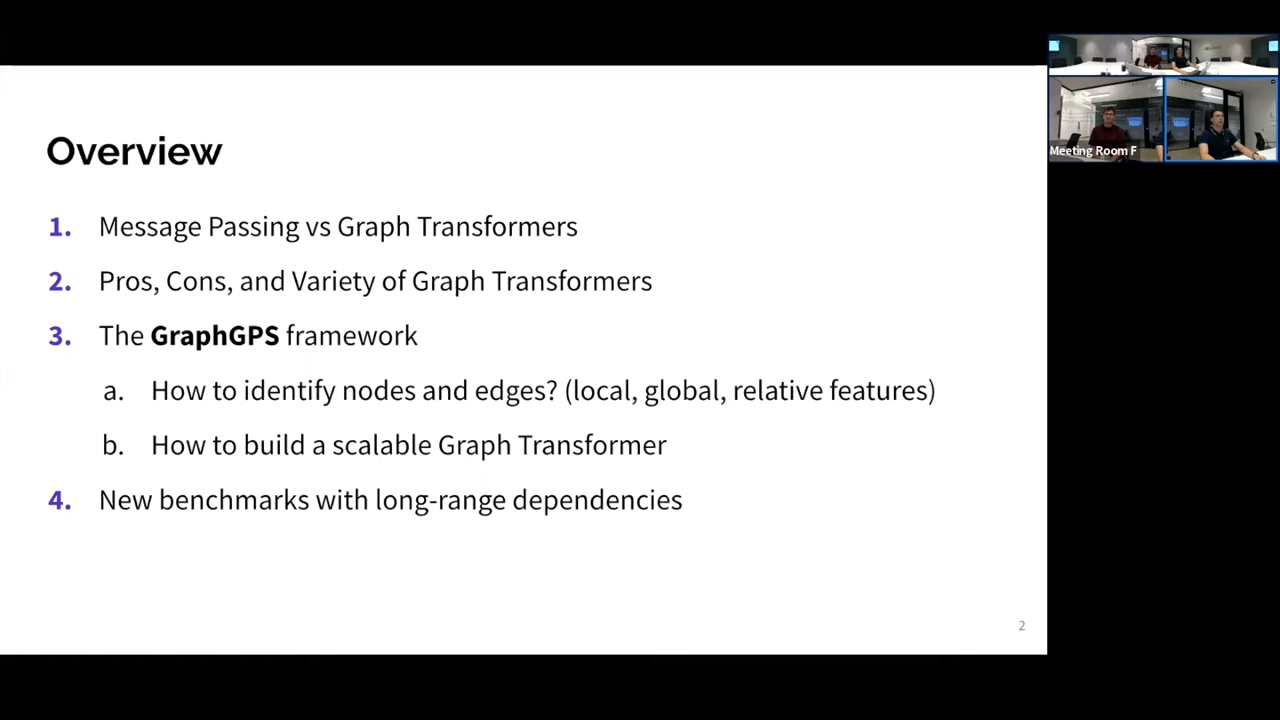 Overview
1. Message Passing vs Graph Transformers
2. Pros, Cons, and Variety of Graph Transformers
3. The GraphGPS framework
a. How to identify nodes and edges? (local, global, relative features)
b. How to build a scalable Graph Transformer
4. New benchmarks with long-range dependencies
2
Meeting Room F